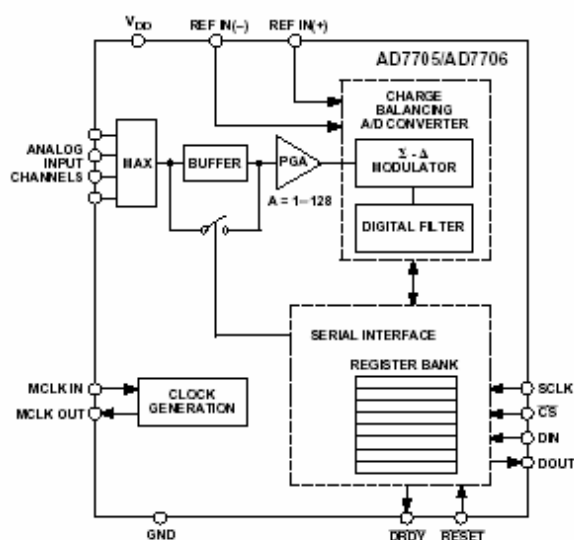 VDD
REF IN(–)
REF IN(+)
AD7705/AD7706
CHARGE
BALANCING
A/D CONVERTER
ANALOG
INPUT
CHANNELS
MAX
BUFFER
PGA
A = 1–128
Σ - Δ
MODULATOR
DIGITAL FILTER
SERIAL INTERFACE
REGISTER BANK
MCLK IN
MCLK OUT
CLOCK
GENERATION
SCLK
CS
DIN
DOUT
GND
DRDY
RESET